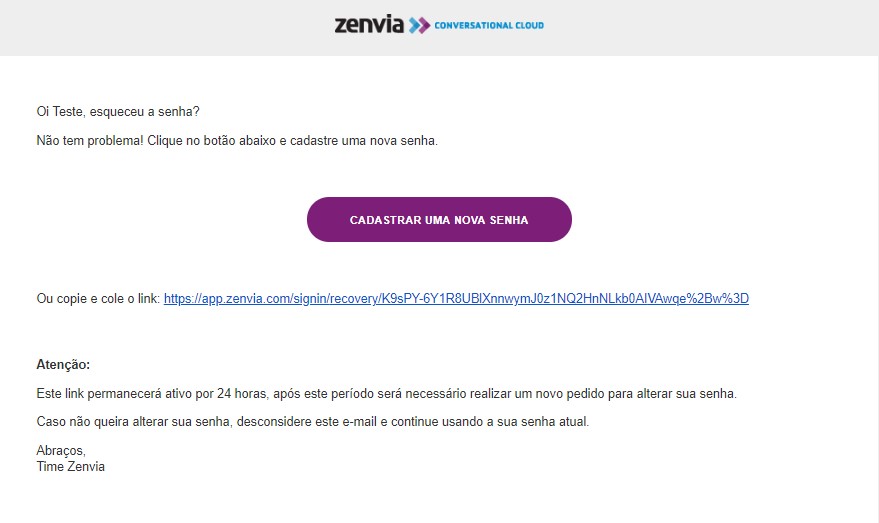 zenvia CONVERSATIONAL CLOUD
Oi Teste, esqueceu a senha?
Não tem problema! Clique no botão abaixo e cadastre uma nova senha.
CADASTRAR UMA NOVA SENHA
Ou copie e cole o link: https://app.zenvia.com/signin/recovery/K9sPY-6Y1R8UBlXnnwymJ0z1NQ2HnNLkb0AlVAwqe%2Bw%3D
Atenção:
Este link permanecerá ativo por 24 horas, após este período será necessário realizar um novo pedido para alterar sua senha.
Caso não queira alterar sua senha, desconsidere este e-mail e continue usando a sua senha atual.
Abraços,
Time Zenvia